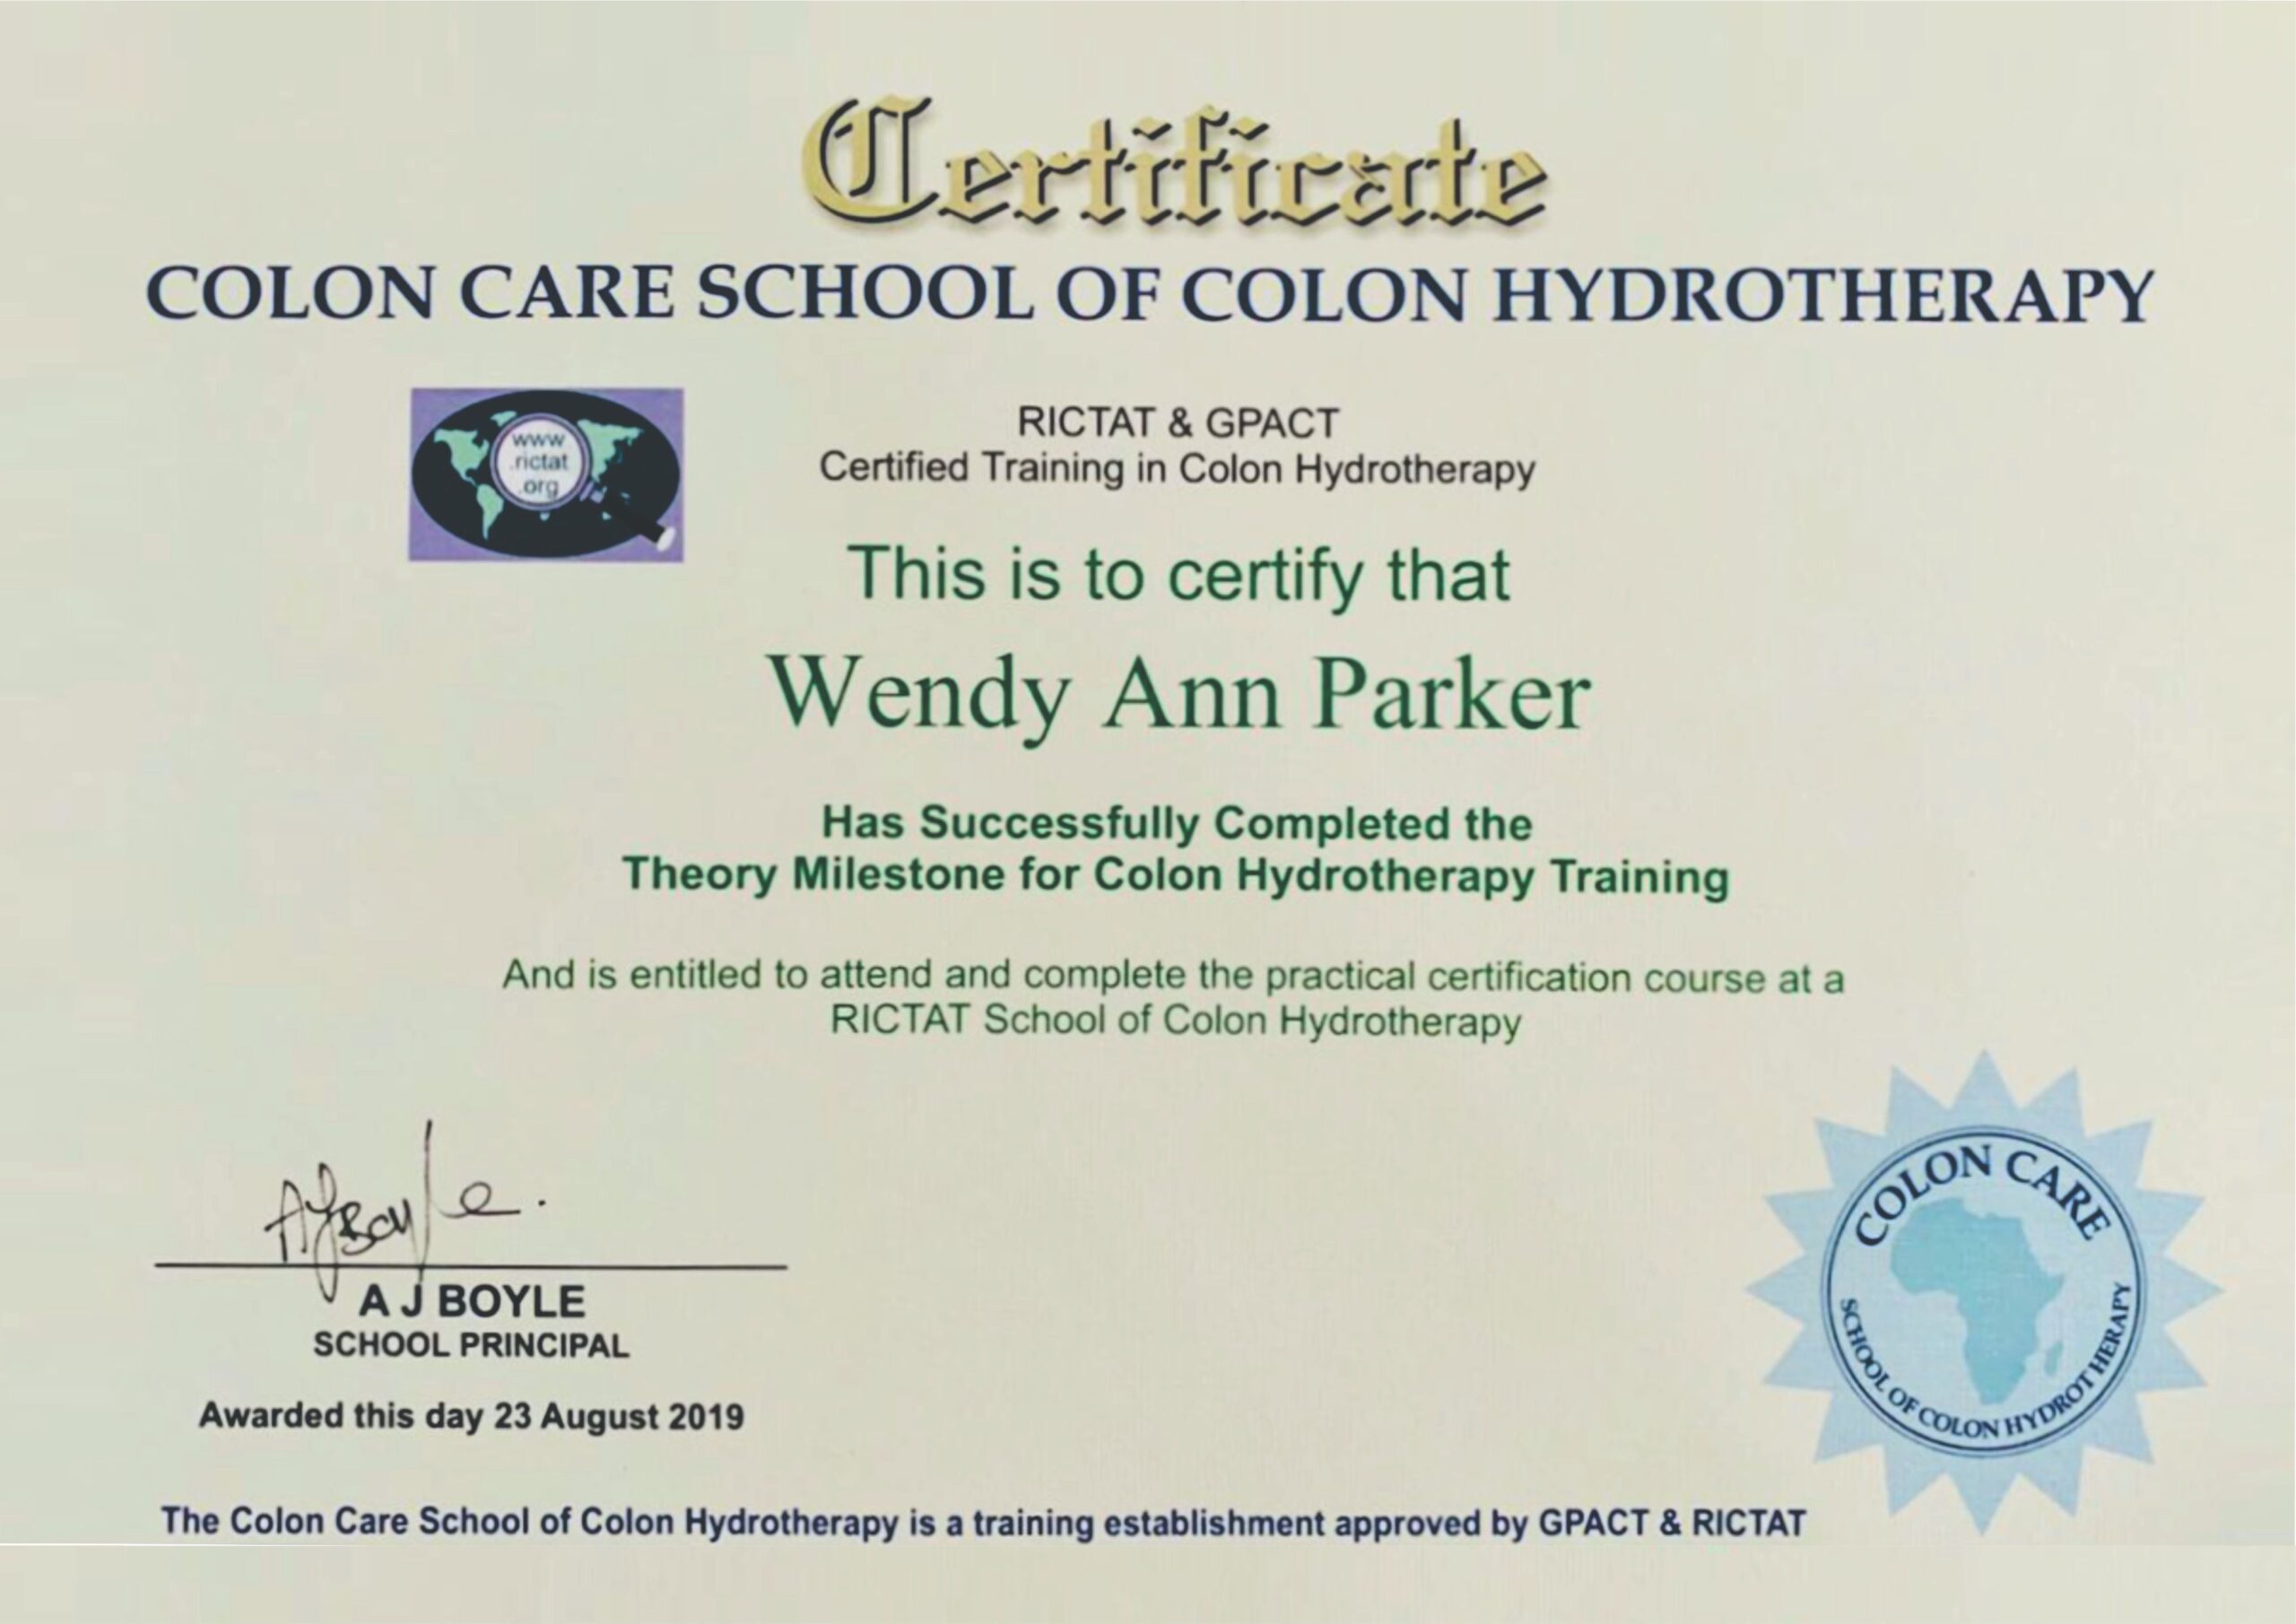 Certificate
COLON CARE SCHOOL OF COLON HYDROTHERAPY
www
.rictat
.org
RICTAT & GPACT
Certified Training in Colon Hydrotherapy
This is to certify that
Wendy Ann Parker
Has Successfully Completed the
Theory Milestone for Colon Hydrotherapy Training
And is entitled to attend and complete the practical certification course at a
RICTAT School of Colon Hydrotherapy
AJBoyle.
A J BOYLE
SCHOOL PRINCIPAL
Awarded this day 23 August 2019
COLON CARE
SCHOOL OF COLON HYDROTHERAPY
The Colon Care School of Colon Hydrotherapy is a training establishment approved by GPACT & RICTAT